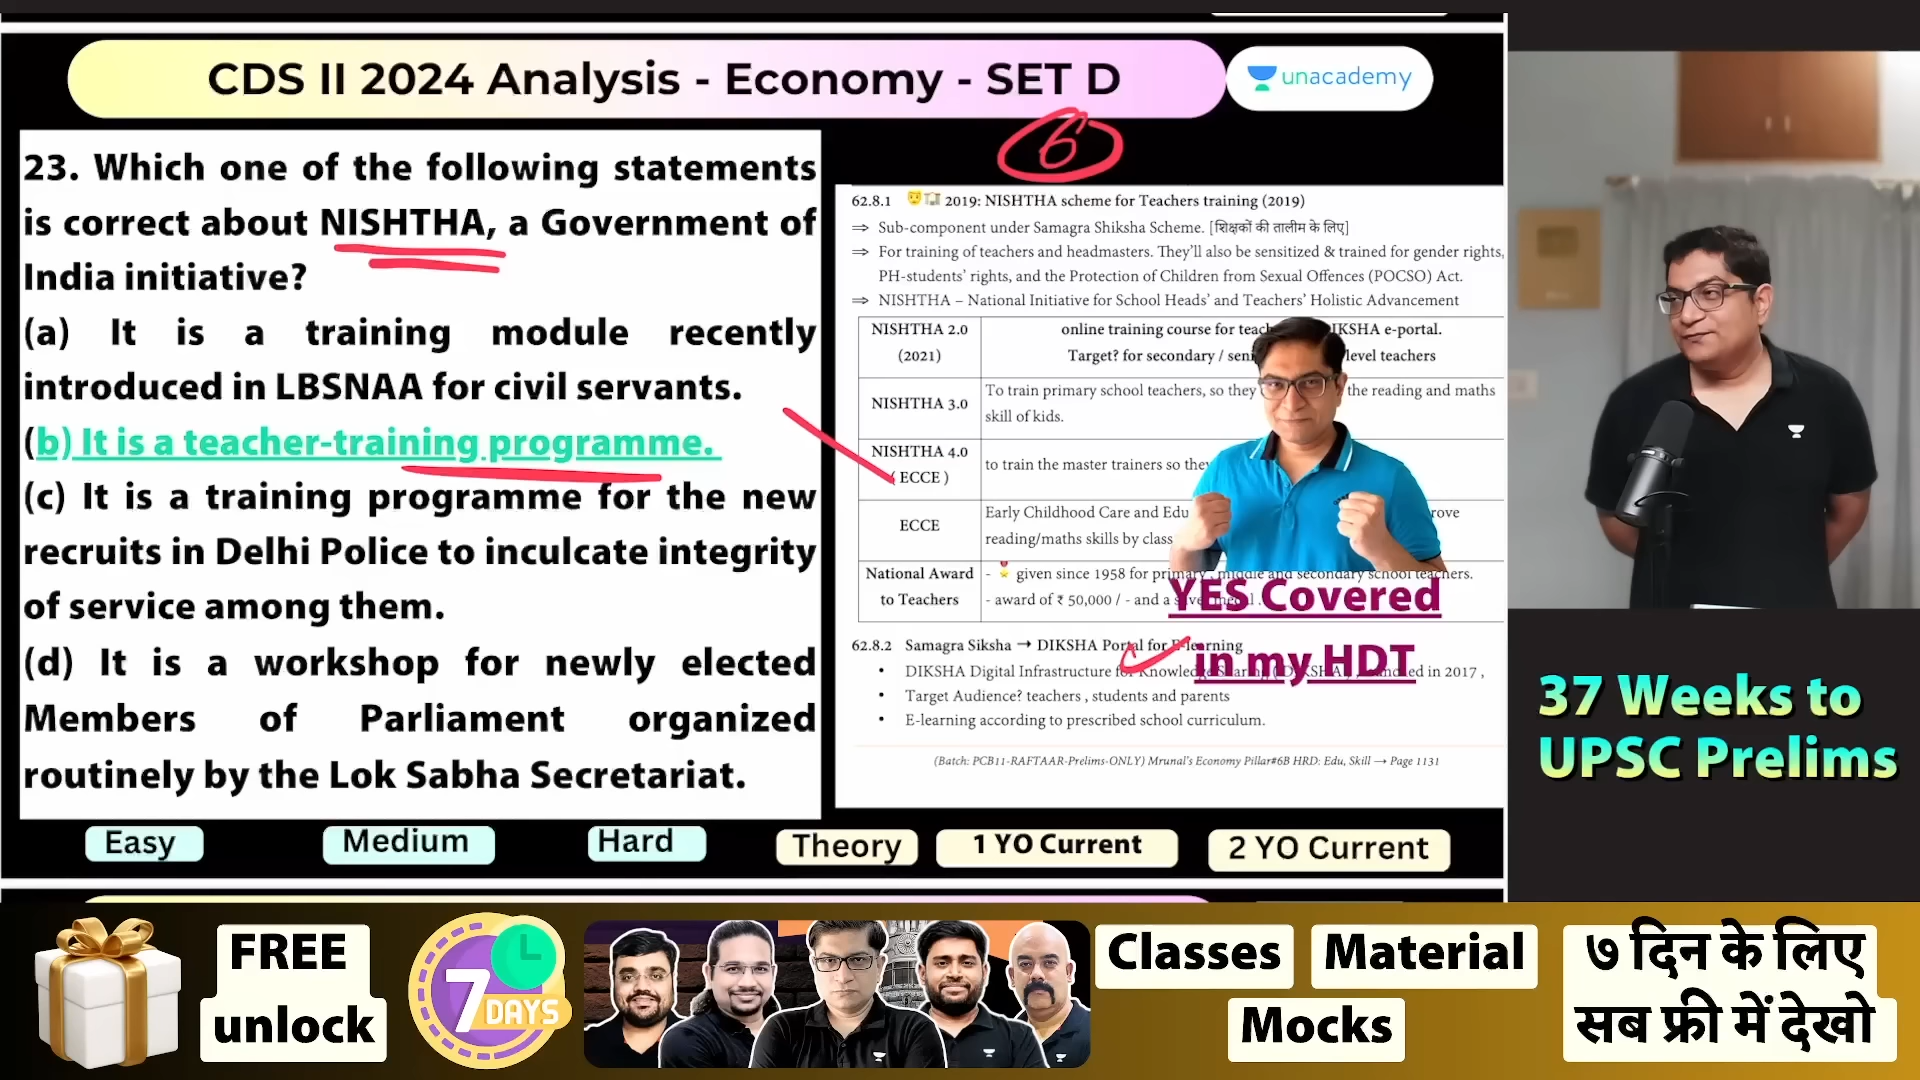 CDS II 2024 Analysis - Economy - SET D
unacademy
6
23. Which one of the following statements
is correct about NISHTHA, a Government of
India initiative?
(a) It is a training module recently
introduced in LBSNAA for civil servants.
(b) It is a teacher-training programme.
(c) It is a training programme for the new
recruits in Delhi Police to inculcate integrity
of service among them.
(d) It is a workshop for newly elected
Members of Parliament organized
routinely by the Lok Sabha Secretariat.
62.8.1 2019: NISHTHA scheme for Teachers training (2019)
⇒ Sub-component under Samagra Shiksha Scheme. [शिक्षकों की तालीम के लिए]
⇒ For training of teachers and headmasters. They'll also be sensitized & trained for gender rights,
PH-students' rights, and the Protection of Children from Sexual Offences (POCSO) Act.
⇒ NISHTHA – National Initiative for School Heads' and Teachers' Holistic Advancement
NISHTHA 2.0
(2021)
online training course for IKSHA e-portal.
Target? for secondary / level teachers
NISHTHA 3.0
To train primary school teachers, so they the reading and maths
skill of kids.
NISHTHA 4.0
( ECCE )
to train the master trainers so they
ECCE
Early Childhood Care and Edu rove
reading/maths skills by class
National Award
to Teachers
- given since 1958 for primary, middle and secondary school teachers.
- award of ₹ 50,000 / - and a
YES Covered
in my HDT
62.8.2 Samagra Siksha → DIKSHA Portal for E-learning
• DIKSHA Digital Infrastructure for Knowledge in 2017 ,
• Target Audience? teachers , students and parents
• E-learning according to prescribed school curriculum.
(Batch: PCB11-RAFTAAR-Prelims-ONLY) Mrunal's Economy Pillar#6B HRD: Edu, Skill → Page 1131
37 Weeks to
UPSC Prelims
Easy Medium Hard Theory 1 YO Current 2 YO Current
FREE
unlock
7 DAYS
Classes Material
Mocks
७ दिन के लिए
सब फ्री में देखो